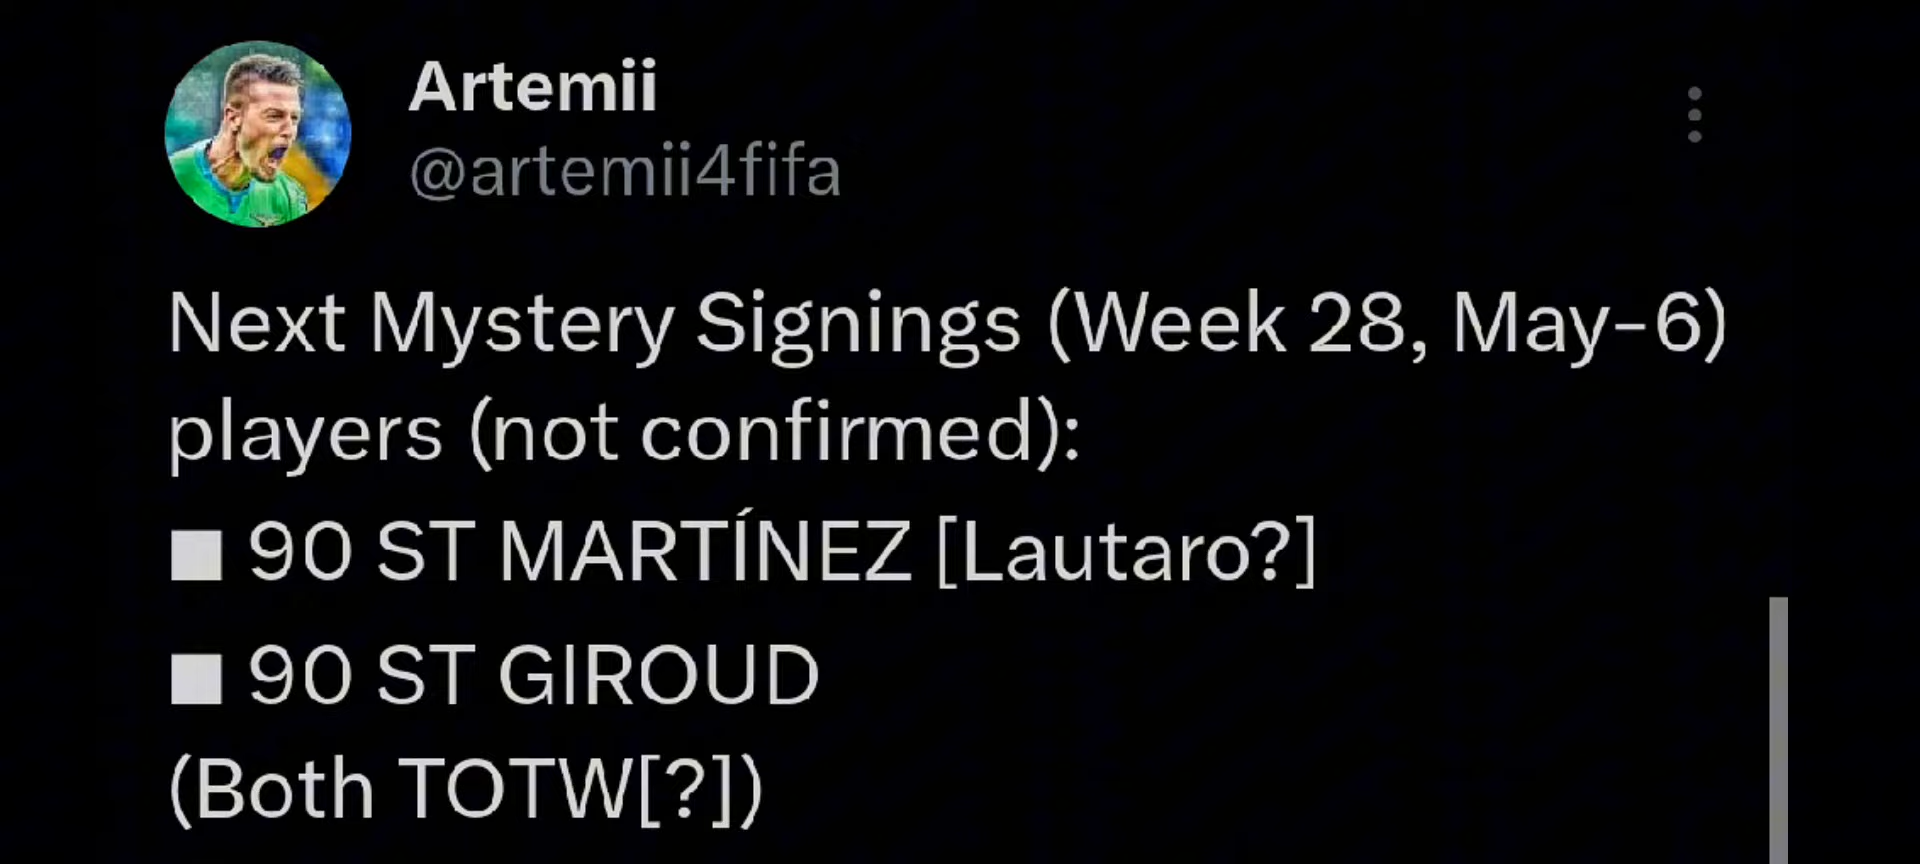 Artemii
@artemii4fifa
Next Mystery Signings (Week 28, May-6)
players (not confirmed):
■ 90 ST MARTÍNEZ [Lautaro?]
■ 90 ST GIROUD
(Both TOTW[?])